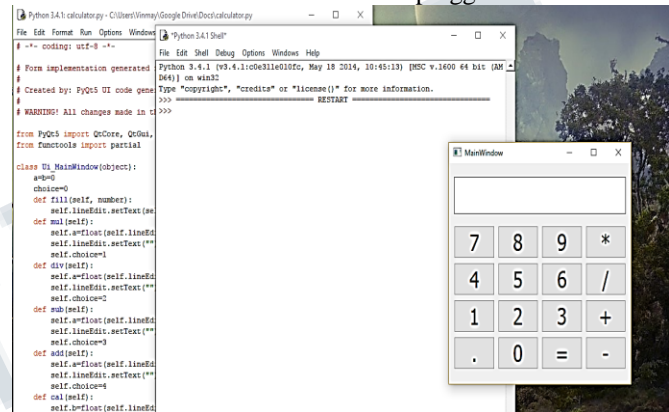 Python 3.4.1: calculator.py - C:\Users\Vinmay\Google Drive\Docs\calculator.py
File Edit Format Run Options Windows
# -*- coding: utf-8 -*-
# Form implementation generated
#
# Created by: PyQt5 UI code gene
#
# WARNING! All changes made in t
from PyQt5 import QtCore, QtGui,
from functools import partial
class Ui_MainWindow(object):
a=b=0
choice=0
def fill(self, number):
self.lineEdit.setText(se
def mul(self):
self.a=float(self.lineEd
self.lineEdit.setText("")
self.choice=1
def div(self):
self.a=float(self.lineEd
self.lineEdit.setText("")
self.choice=2
def sub(self):
self.a=float(self.lineEd
self.lineEdit.setText("")
self.choice=3
def add(self):
self.a=float(self.lineEd
self.lineEdit.setText("")
self.choice=4
def cal(self):
self.b=float(self.lineEd
*Python 3.4.1 Shell*
File Edit Shell Debug Options Windows Help
Python 3.4.1 (v3.4.1:c0e311e010fc, May 18 2014, 10:45:13) [MSC v.1600 64 bit (AM
D64)] on win32
Type "copyright", "credits" or "license()" for more information.
>>> ================================ RESTART ================================
>>>
MainWindow
7 8 9 *
4 5 6 /
1 2 3 +
. 0 = -